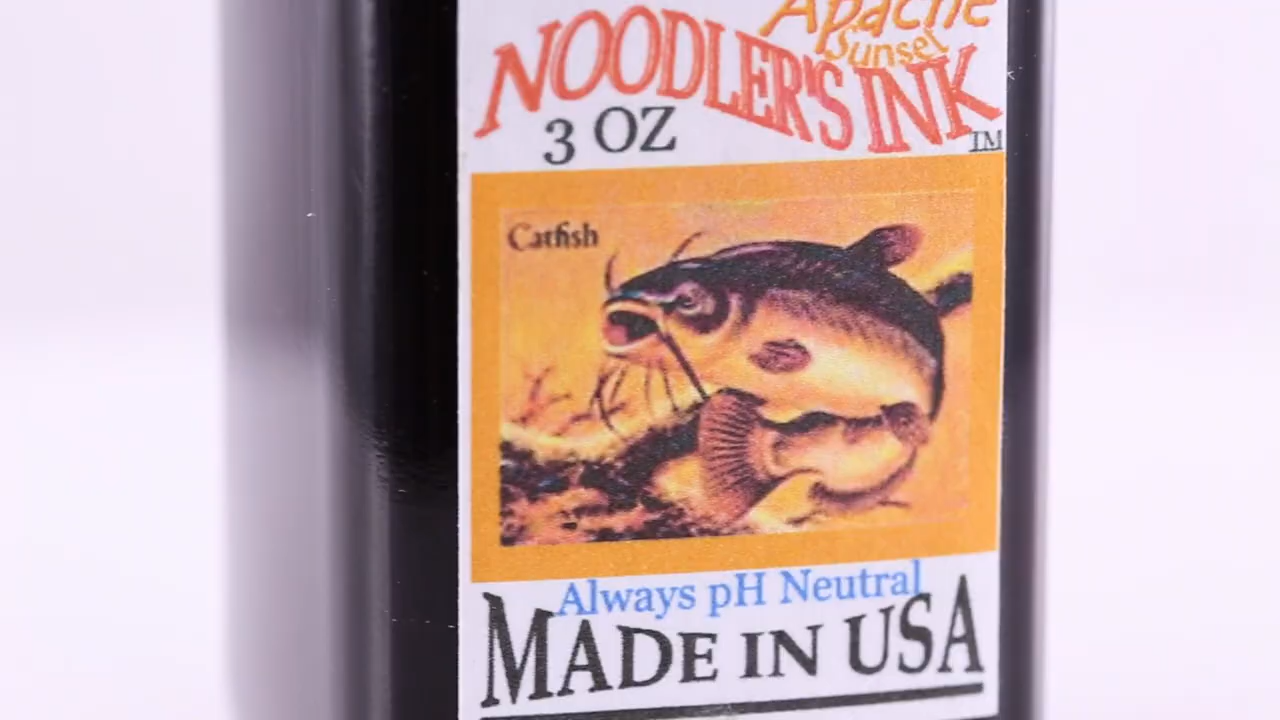 Apache
Sunset
NOODLER'S INK
3 OZ
TM
Catfish
Always pH Neutral
MADE IN USA